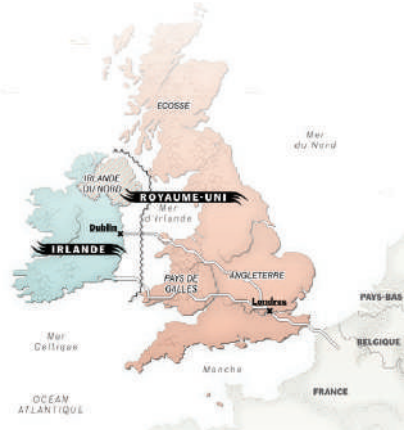 ECOSSE
Mer
du Nord
IRLANDE
DU NORD
ROYAUME-UNI
Mer
d'Irlande
Dublin
IRLANDE
PAYS DE
GALLES
ANGLETERRE
Londres
PAYS-BAS
Mer
Celtique
BELGIQUE
Manche
FRANCE
OCEAN
ATLANTIQUE